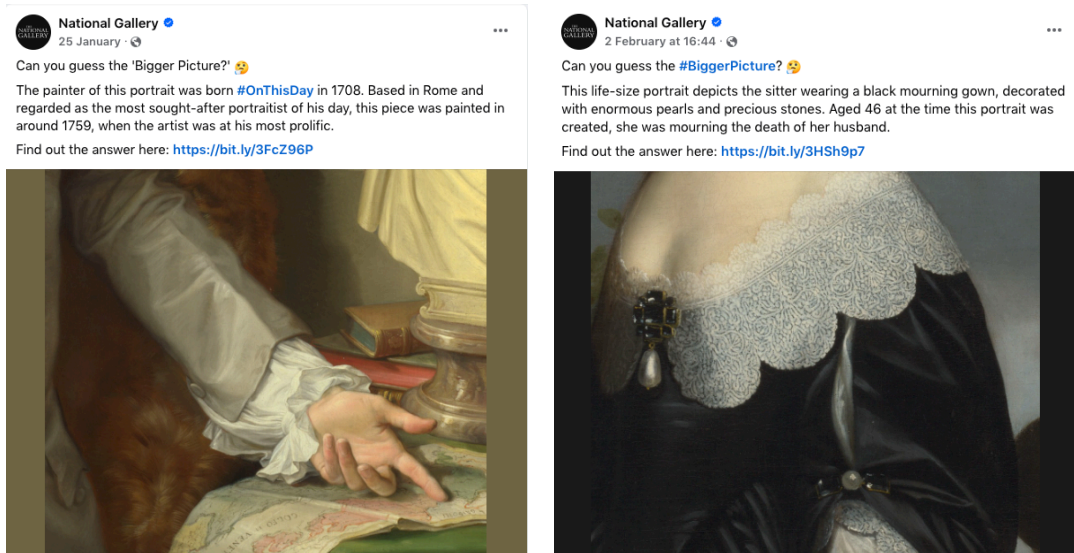 THE
NATIONAL
GALLERY
National Gallery
25 January ·
Can you guess the 'Bigger Picture?' 🤔
The painter of this portrait was born #OnThisDay in 1708. Based in Rome and
regarded as the most sought-after portraitist of his day, this piece was painted in
around 1759, when the artist was at his most prolific.
Find out the answer here: https://bit.ly/3FcZ96P
THE
NATIONAL
GALLERY
National Gallery
2 February at 16:44 ·
Can you guess the #BiggerPicture? 🤔
This life-size portrait depicts the sitter wearing a black mourning gown, decorated
with enormous pearls and precious stones. Aged 46 at the time this portrait was
created, she was mourning the death of her husband.
Find out the answer here: https://bit.ly/3HSh9p7